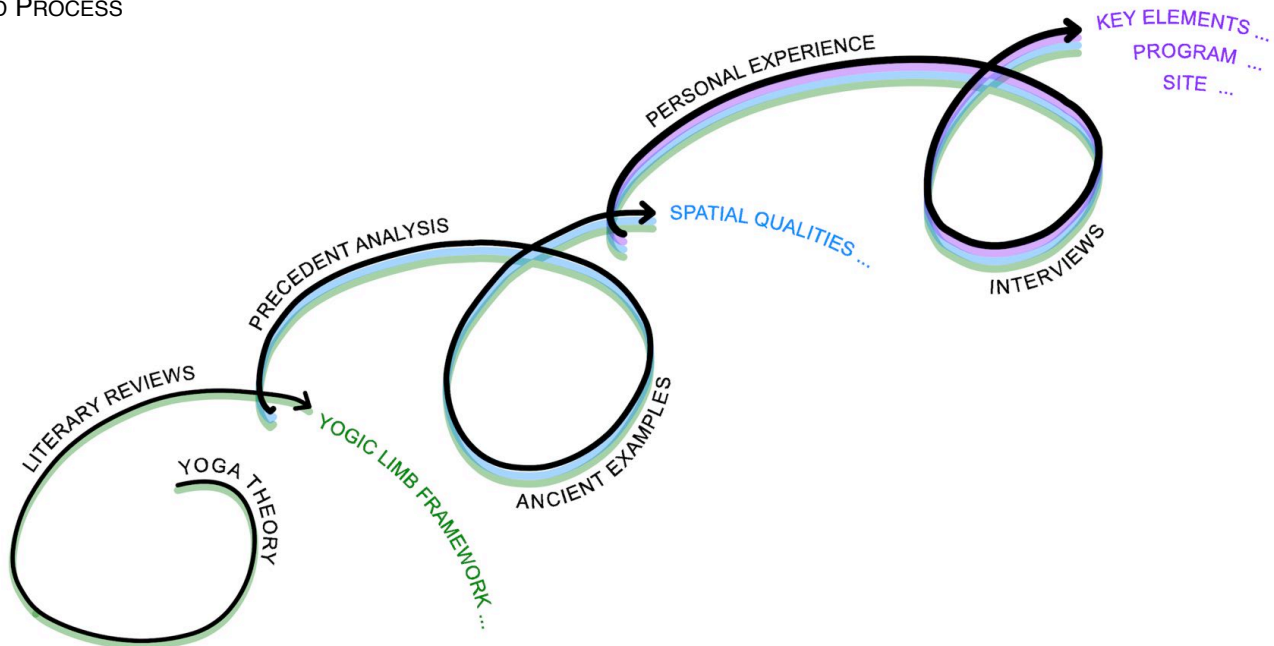 PROCESS
KEY ELEMENTS ...
PROGRAM ...
SITE ...
PERSONAL EXPERIENCE
INTERVIEWS
SPATIAL QUALITIES ...
PRECEDENT ANALYSIS
ANCIENT EXAMPLES
LITERARY REVIEWS
YOGA THEORY
YOGIC LIMB FRAMEWORK ...